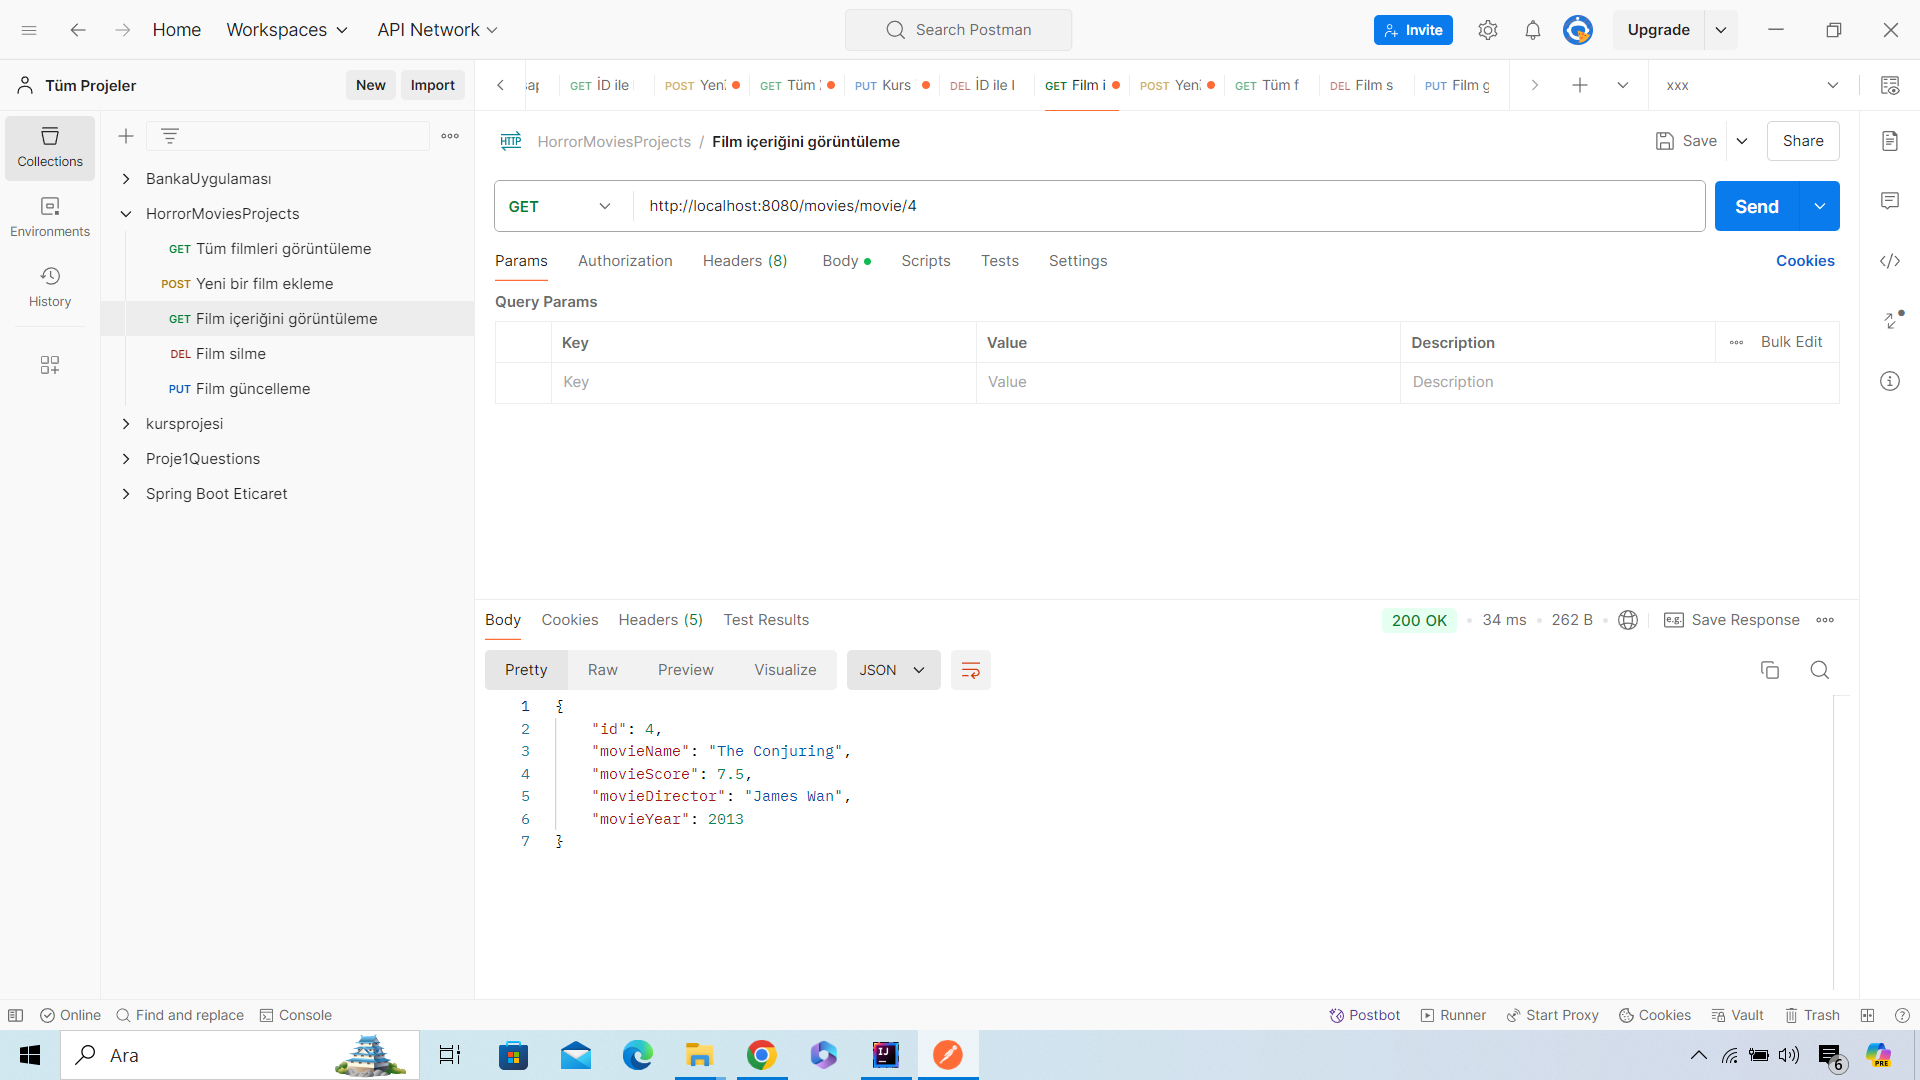 Home Workspaces API Network Search Postman Invite Upgrade
Tüm Projeler New Import GET İD ile POST Yeni GET Tüm PUT Kurs DEL İD ile GET Film i POST Yeni GET Tüm f DEL Film s PUT Film g xxx
Collections
Environments
History
BankaUygulaması
HorrorMoviesProjects
GET Tüm filmleri görüntüleme
POST Yeni bir film ekleme
GET Film içeriğini görüntüleme
DEL Film silme
PUT Film güncelleme
kursprojesi
Proje1Questions
Spring Boot Eticaret
HTTP HorrorMoviesProjects / Film içeriğini görüntüleme Save Share
GET http://localhost:8080/movies/movie/4 Send
Params Authorization Headers (8) Body Scripts Tests Settings Cookies
Query Params
Key Value Description Bulk Edit
Key Value Description
Body Cookies Headers (5) Test Results 200 OK 34 ms 262 B e.g. Save Response
Pretty Raw Preview Visualize JSON
1 {
2 "id": 4,
3 "movieName": "The Conjuring",
4 "movieScore": 7.5,
5 "movieDirector": "James Wan",
6 "movieYear": 2013
7 }
Online Find and replace Console Postbot Runner Start Proxy Cookies Vault Trash
Ara IJ 6 PRE